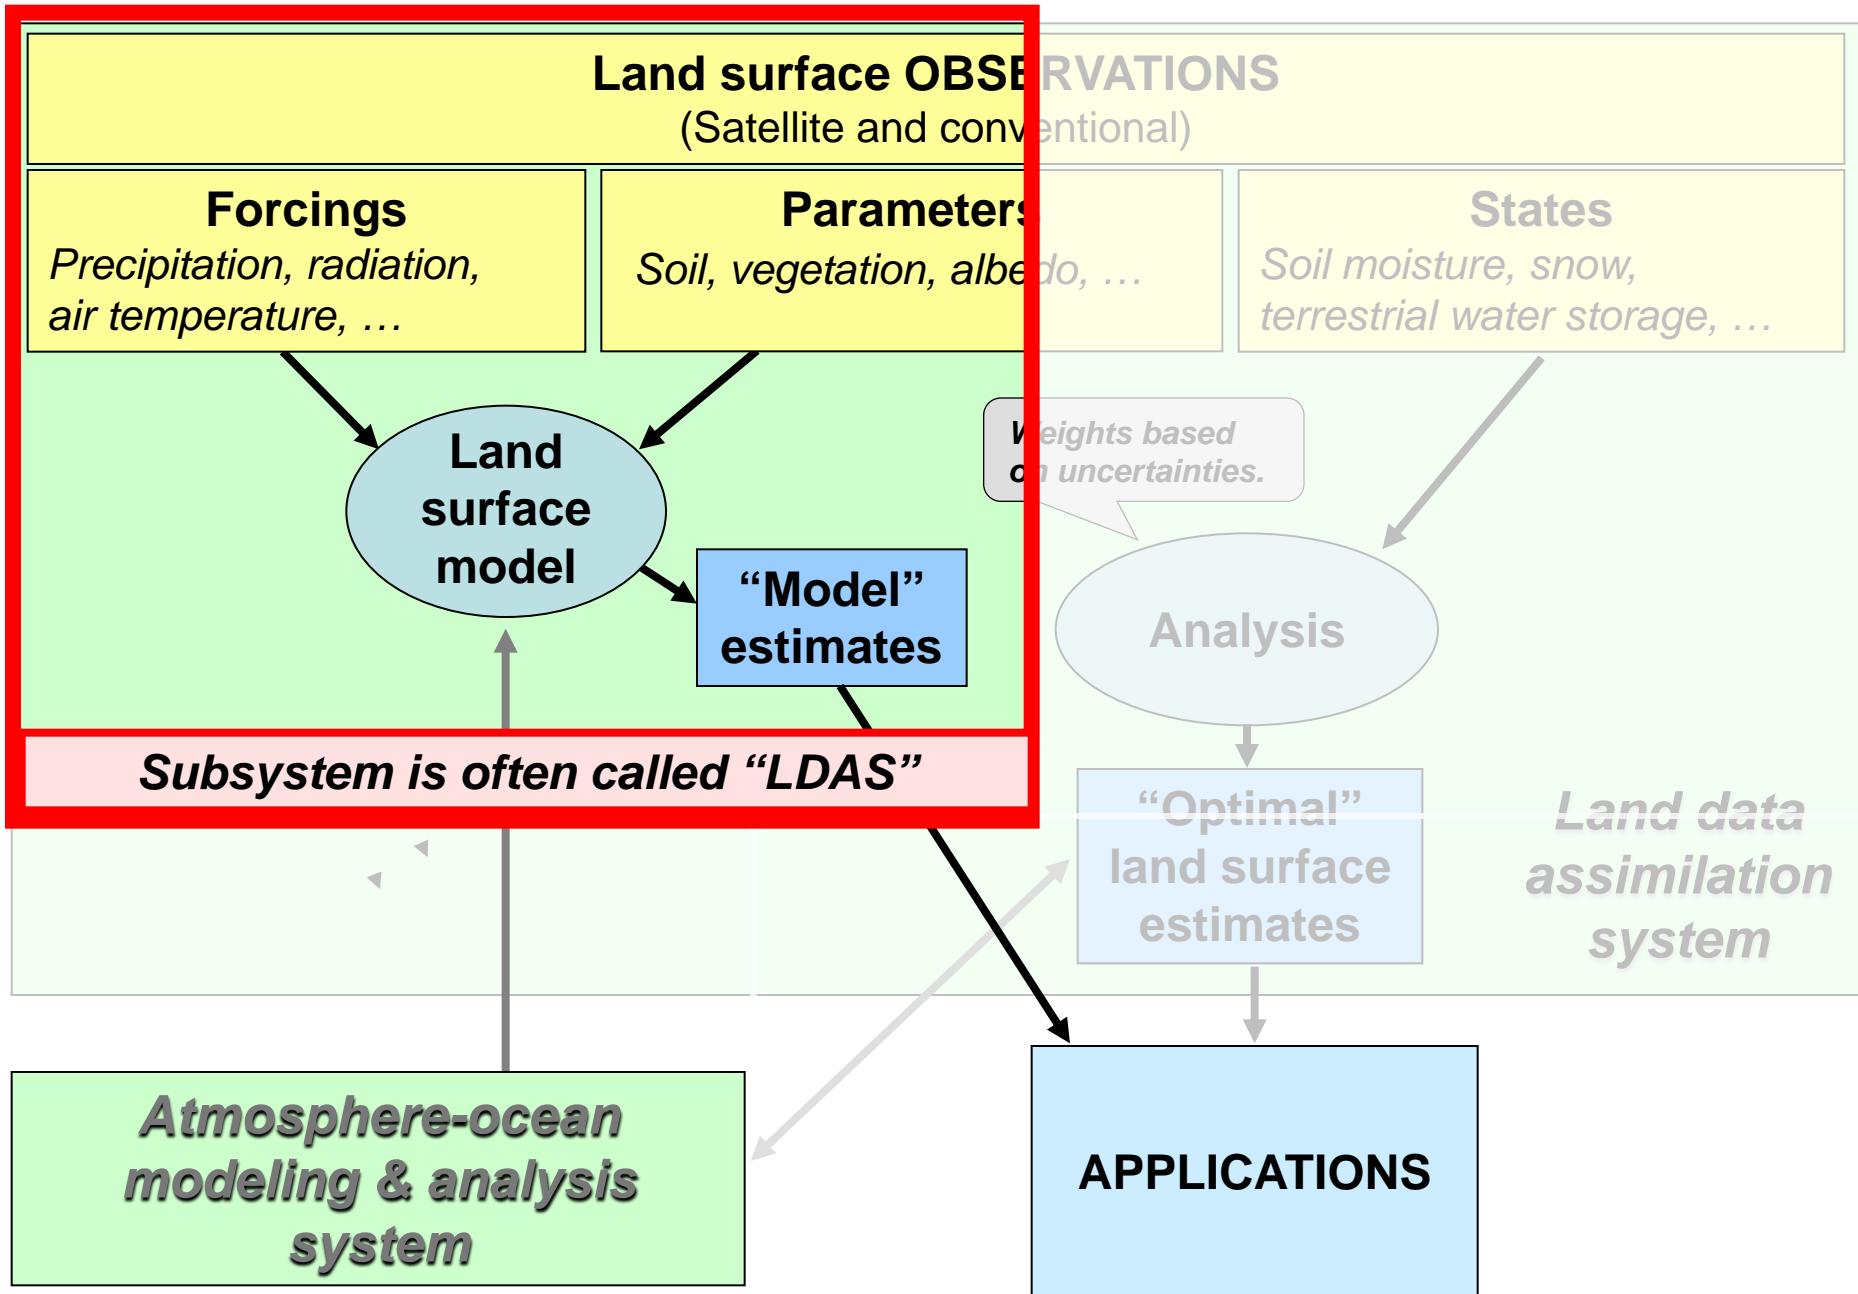 Land surface OBSERVATIONS
(Satellite and conventional)
Forcings
Precipitation, radiation,
air temperature, …
Parameters
Soil, vegetation, albedo, …
States
Soil moisture, snow,
terrestrial water storage, …
Land
surface
model
Weights based
on uncertainties.
“Model”
estimates
Analysis
Subsystem is often called “LDAS”
“Optimal”
land surface
estimates
Land data
assimilation
system
Atmosphere-ocean
modeling & analysis
system
APPLICATIONS